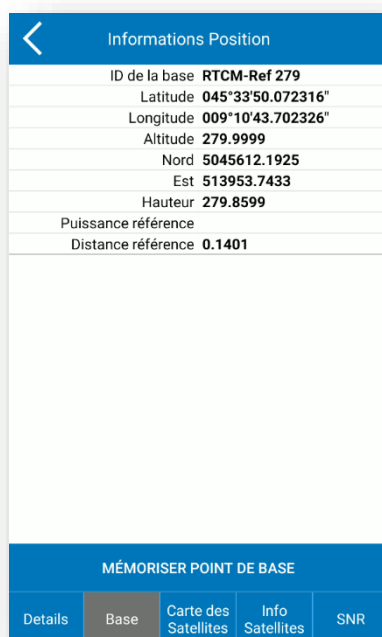 Informations Position
ID de la base RTCM-Ref 279
Latitude 045°33'50.072316"
Longitude 009°10'43.702326"
Altitude 279.9999
Nord 5045612.1925
Est 513953.7433
Hauteur 279.8599
Puissance référence
Distance référence 0.1401
MÉMORISER POINT DE BASE
Details
Base
Carte des
Satellites
Info
Satellites
SNR